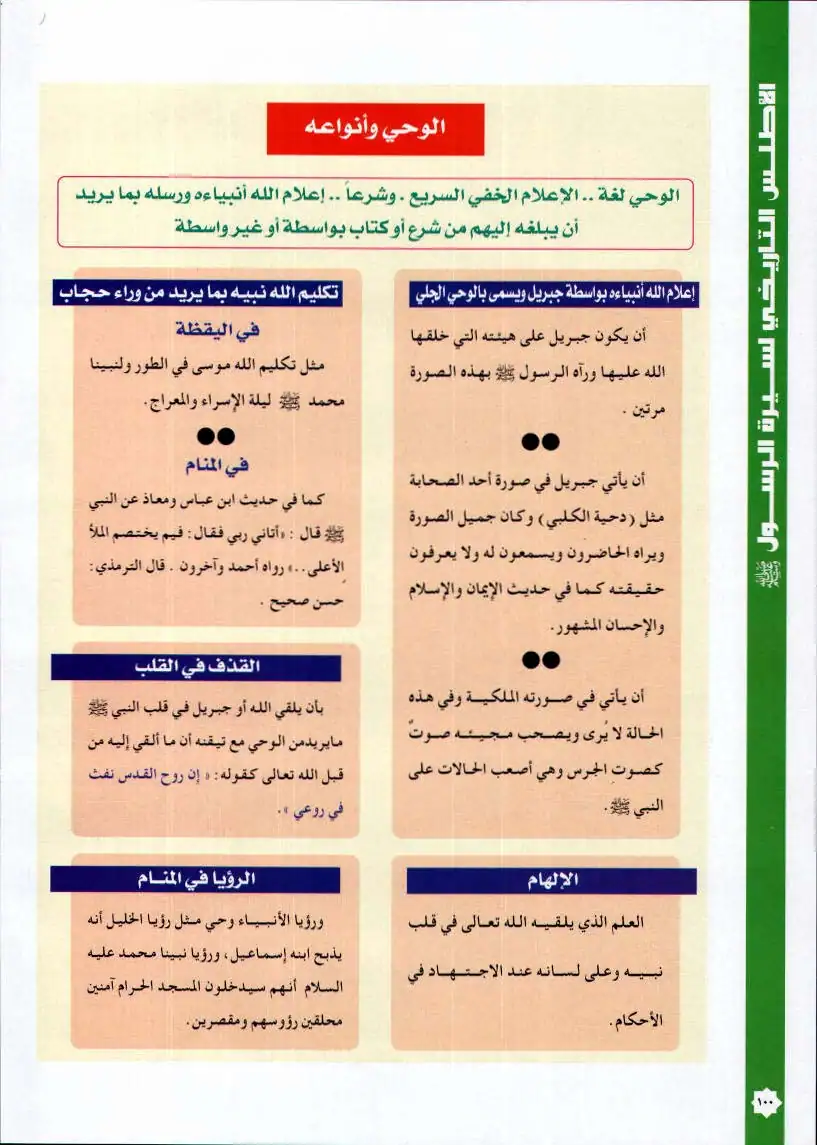 الوحي وأنواعه
الوحي لغة .. الإعلام الخفي السريع . وشرعاً .. إعلام الله أنبياءه ورسله بما يريد
أن يبلغه إليهم من شرع أو كتاب بواسطة أو غير واسطة
إعلام الله أنبياءه بواسطة جبريل ويسمى بالوحي الجلي
أن يكون جبريل على هيئته التي خلقها
الله عليها ورآه الرسول ﷺ بهذه الصورة
مرتين .
أن يأتي جبريل في صورة أحد الصحابة
مثل (دحية الكلبي) وكان جميل الصورة
ويراه الحاضرون ويسمعون له ولا يعرفون
حقيقته كما في حديث الإيمان والإسلام
والإحسان المشهور.
أن يأتي في صورته الملكية وفي هذه
الحالة لا يُرى ويصحب مجيئه صوتٌ
كصوت الجرس وهي أصعب الحالات على
النبي ﷺ.
تكليم الله نبيه بما يريد من وراء حجاب
في اليقظة
مثل تكليم الله موسى في الطور ولنبينا
محمد ﷺ ليلة الإسراء والمعراج.
في المنام
كما في حديث ابن عباس ومعاذ عن النبي
ﷺ قال : «أتاني ربي فقال: فيم يختصم الملأ
الأعلى..» رواه أحمد وآخرون . قال الترمذي:
حسن صحيح .
القذف في القلب
بأن يلقي الله أو جبريل في قلب النبي ﷺ
مايريدمن الوحي مع تيقنه أن ما ألقي إليه من
قبل الله تعالى كقوله: « إن روح القدس نفث
في روعي ».
الإلهام
العلم الذي يلقيه الله تعالى في قلب
نبيه وعلى لسانه عند الاجتهاد في
الأحكام.
الرؤيا في المنام
ورؤيا الأنبياء وحي مثل رؤيا الخليل أنه
يذبح ابنه إسماعيل، ورؤيا نبينا محمد عليه
السلام أنهم سيدخلون المسجد الحرام آمنين
محلقين رؤوسهم ومقصرين.
الأطلس التاريخي لسيرة الرسول ﷺ
١٠٠